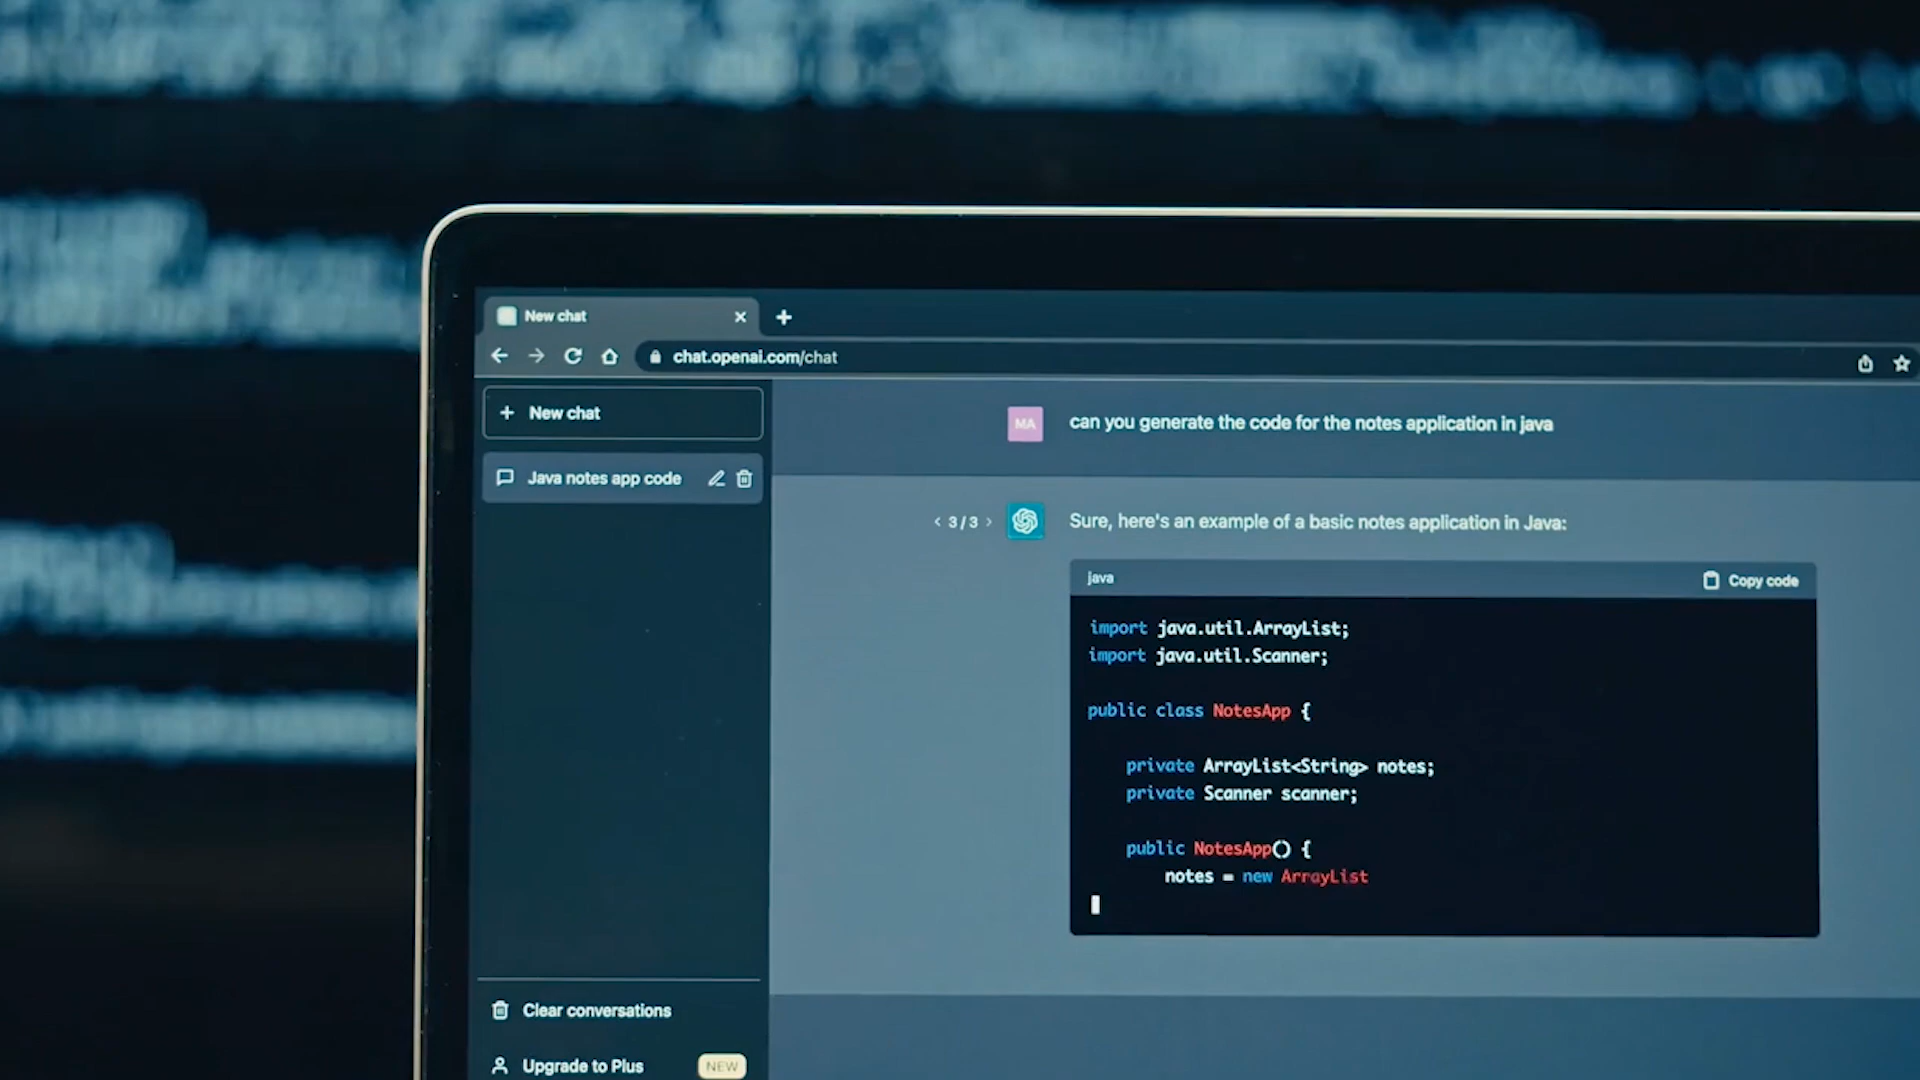 New chat
chat.openai.com/chat
New chat
Java notes app code
MA
can you generate the code for the notes application in java
< 3 / 3 >
Sure, here's an example of a basic notes application in Java:
java
Copy code
import java.util.ArrayList;
import java.util.Scanner;
public class NotesApp {
private ArrayList<String> notes;
private Scanner scanner;
public NotesApp() {
notes = new ArrayList
Clear conversations
Upgrade to Plus
NEW